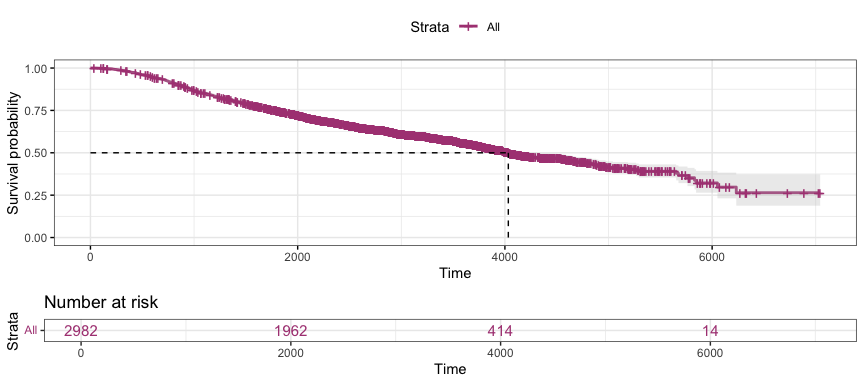 Strata All
1.00
0.75
0.50
0.25
0.00
Survival probability
0 2000 4000 6000
Time
Number at risk
Strata
All 2982 1962 414 14
0 2000 4000 6000
Time